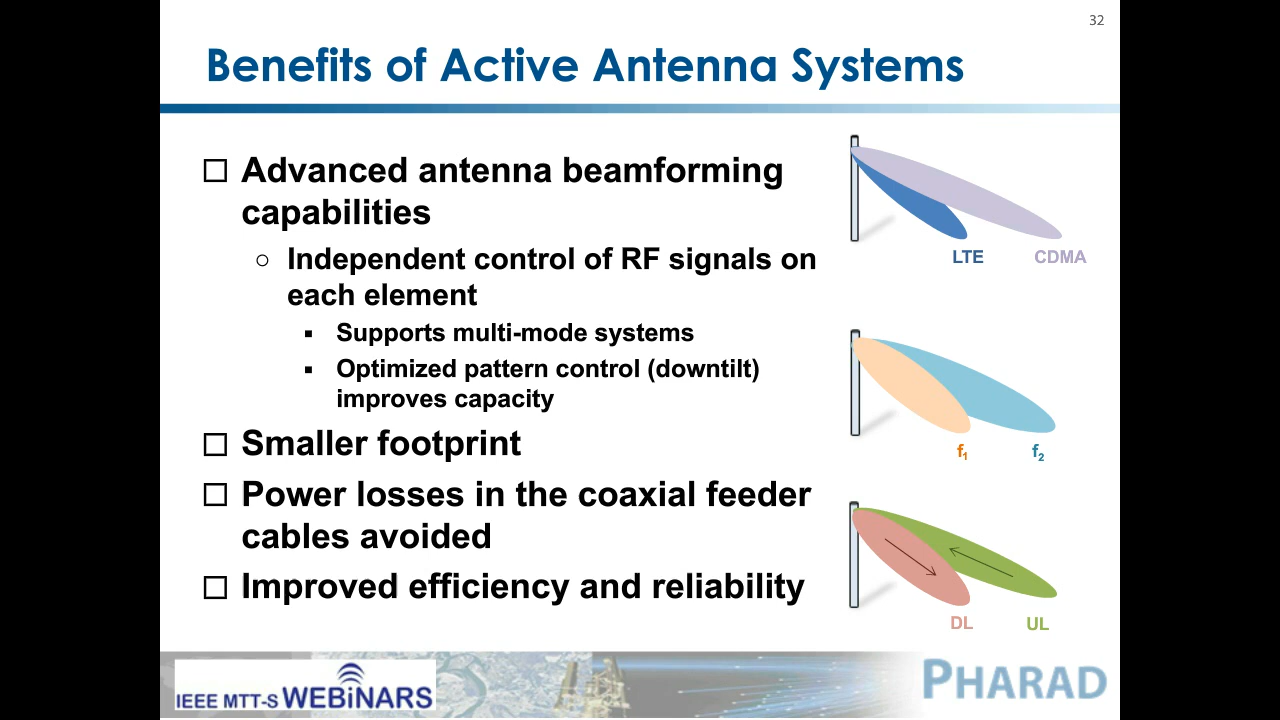 32
Benefits of Active Antenna Systems
□ Advanced antenna beamforming
capabilities
○ Independent control of RF signals on
each element
▪ Supports multi-mode systems
▪ Optimized pattern control (downtilt)
improves capacity
□ Smaller footprint
□ Power losses in the coaxial feeder
cables avoided
□ Improved efficiency and reliability
LTE CDMA
f₁ f₂
DL UL
IEEE MTT-S WEBiNARS
PHARAD